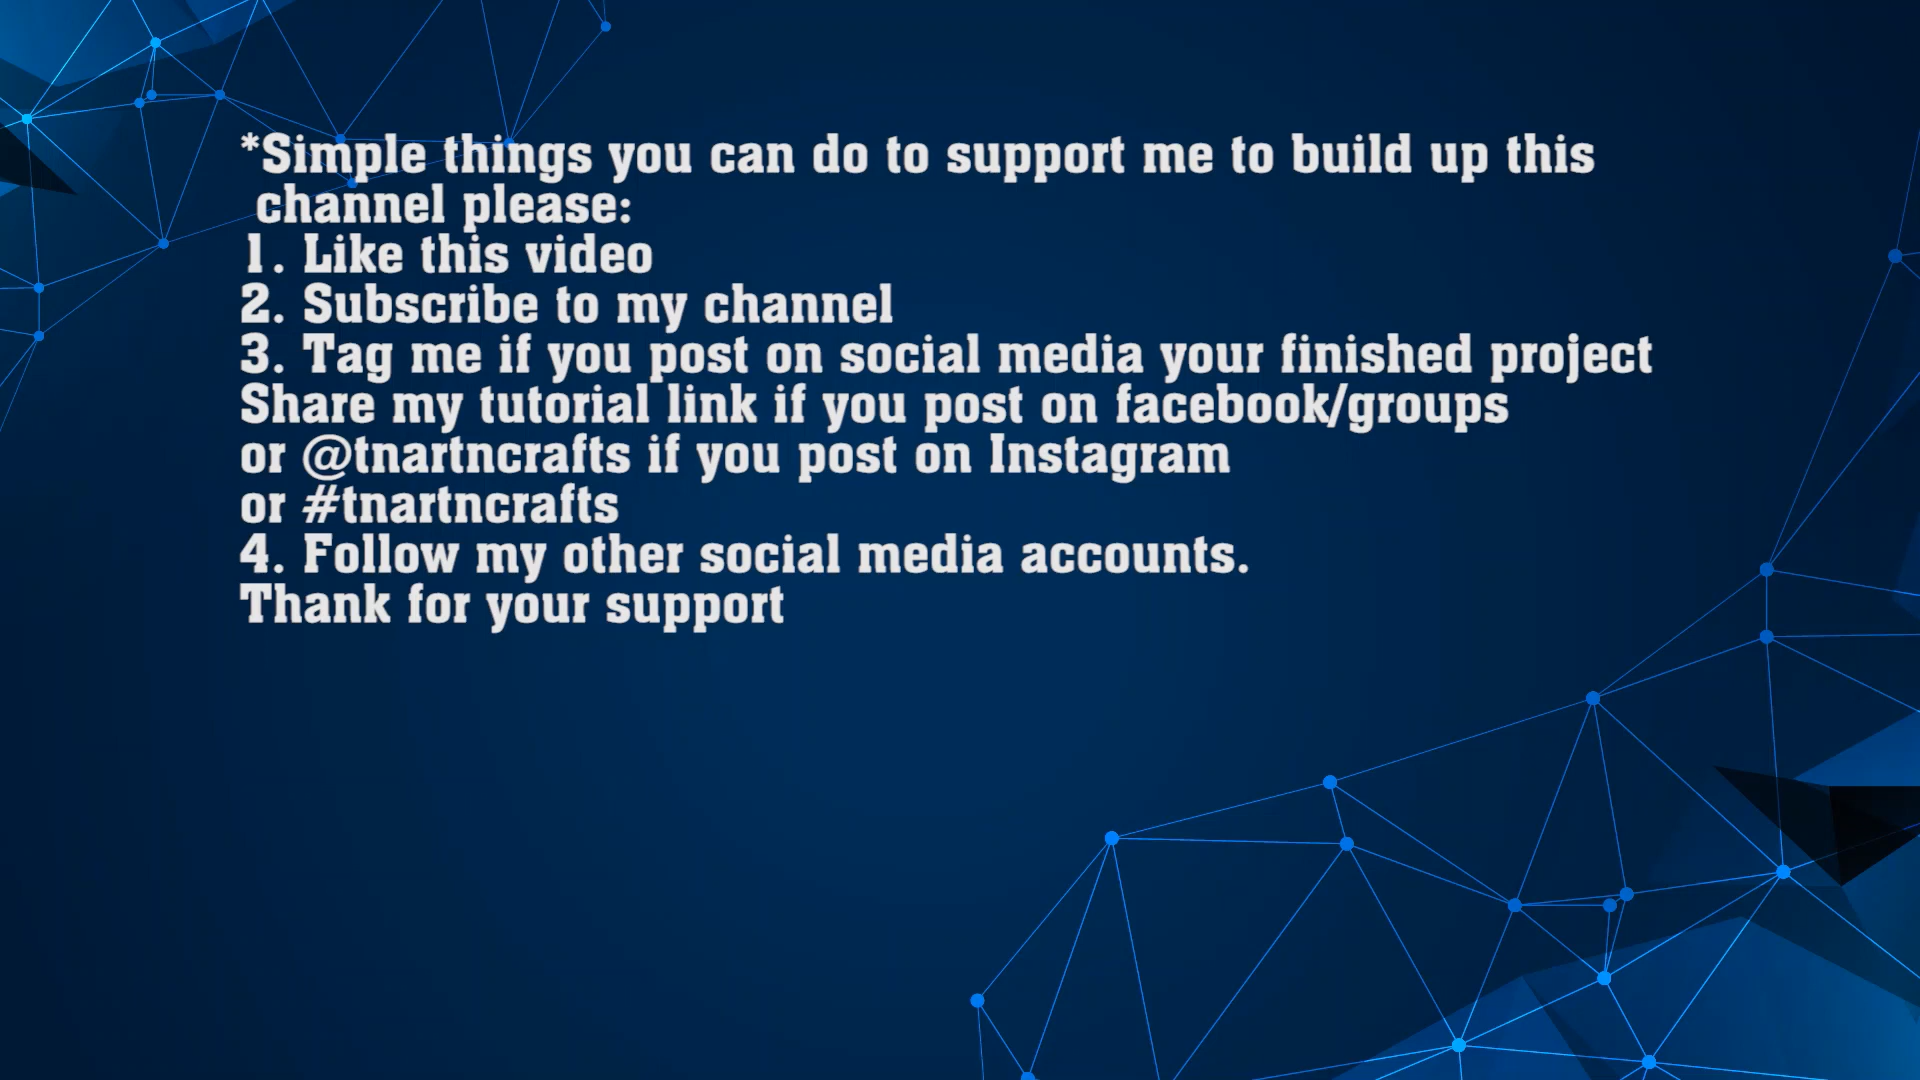 *Simple things you can do to support me to build up this
channel please:
1. Like this video
2. Subscribe to my channel
3. Tag me if you post on social media your finished project
Share my tutorial link if you post on facebook/groups
or @tnartncrafts if you post on Instagram
or #tnartncrafts
4. Follow my other social media accounts.
Thank for your support